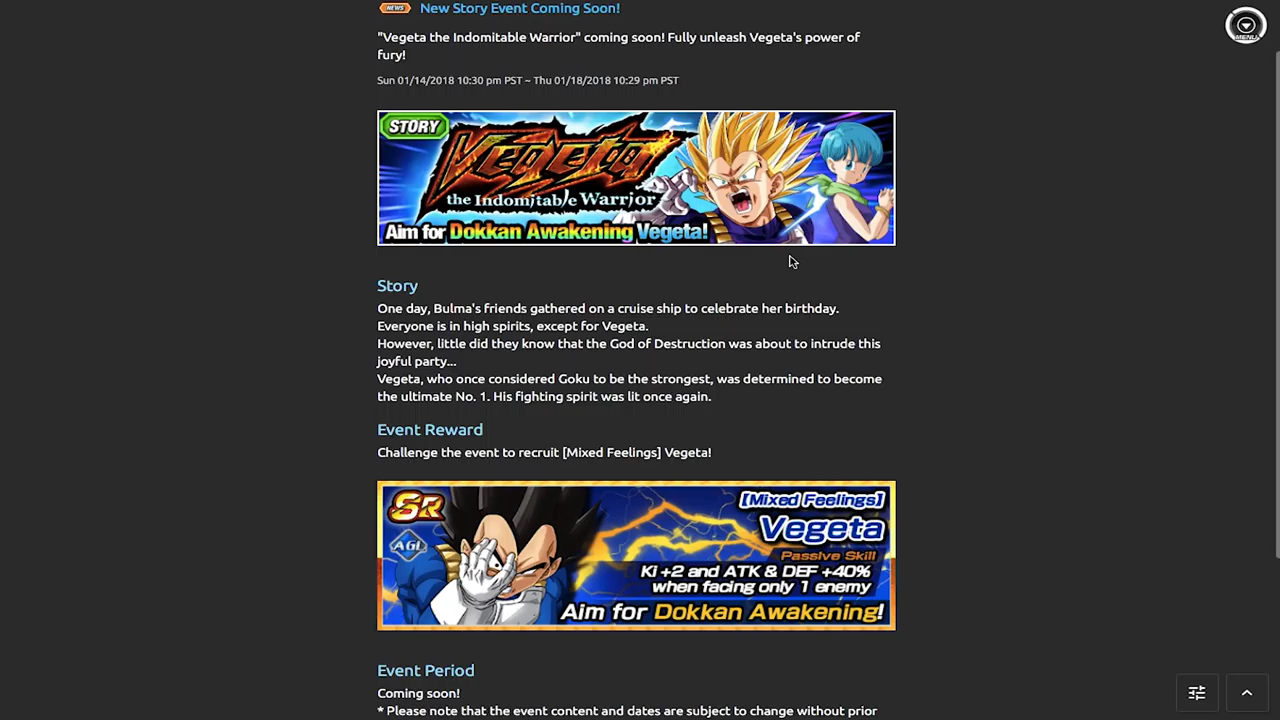 NEWS New Story Event Coming Soon!
"Vegeta the Indomitable Warrior" coming soon! Fully unleash Vegeta's power of
fury!
Sun 01/14/2018 10:30 pm PST ~ Thu 01/18/2018 10:29 pm PST
MENU
STORY
Vegeta
the Indomitable Warrior
Aim for Dokkan Awakening Vegeta!
Story
One day, Bulma's friends gathered on a cruise ship to celebrate her birthday.
Everyone is in high spirits, except for Vegeta.
However, little did they know that the God of Destruction was about to intrude this
joyful party...
Vegeta, who once considered Goku to be the strongest, was determined to become
the ultimate No. 1. His fighting spirit was lit once again.
Event Reward
Challenge the event to recruit [Mixed Feelings] Vegeta!
SR
AGL
[Mixed Feelings]
Vegeta
Passive Skill
Ki +2 and ATK & DEF +40%
when facing only 1 enemy
Aim for Dokkan Awakening!
Event Period
Coming soon!
* Please note that the event content and dates are subject to change without prior